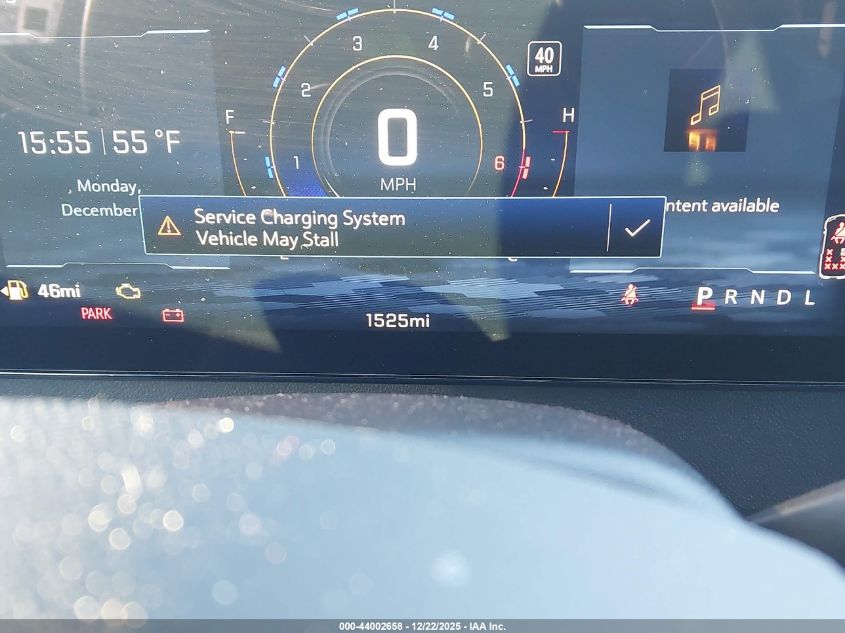 3
4
40
MPH
2
5
F
H
15:55 55 °F
0
1
6
MPH
, Monday,
December
Service Charging System
Vehicle May Stall
ntent available
46mi
PARK
1525mi
P R N D L
000-44002658 - 12/22/2025 - IAA Inc.